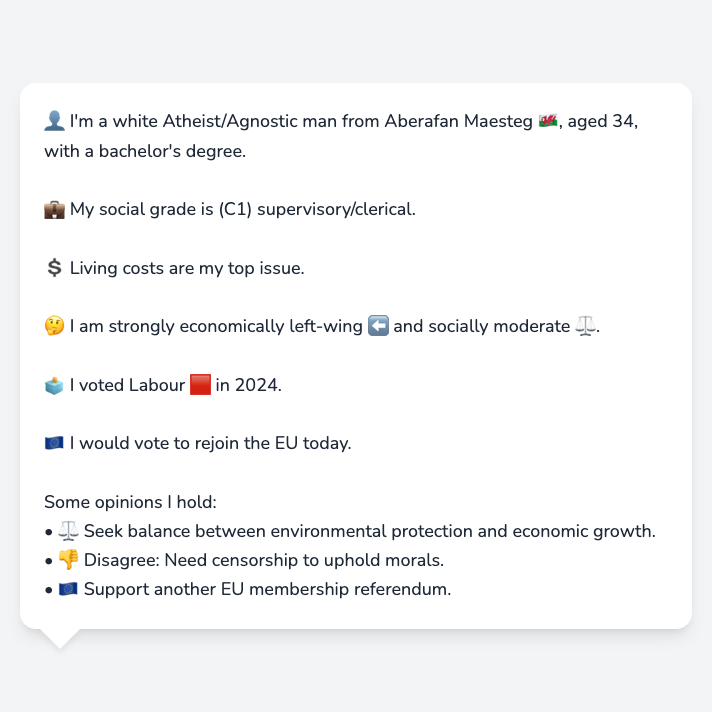 👤 I'm a white Atheist/Agnostic man from Aberafan Maesteg 🏴󠁧󠁢󠁷󠁬󠁳󠁿, aged 34,
with a bachelor's degree.
💼 My social grade is (C1) supervisory/clerical.
💲 Living costs are my top issue.
🤔 I am strongly economically left-wing ⬅️ and socially moderate ⚖️.
🗳️ I voted Labour 🟥 in 2024.
🇪🇺 I would vote to rejoin the EU today.
Some opinions I hold:
• ⚖️ Seek balance between environmental protection and economic growth.
• 👎 Disagree: Need censorship to uphold morals.
• 🇪🇺 Support another EU membership referendum.